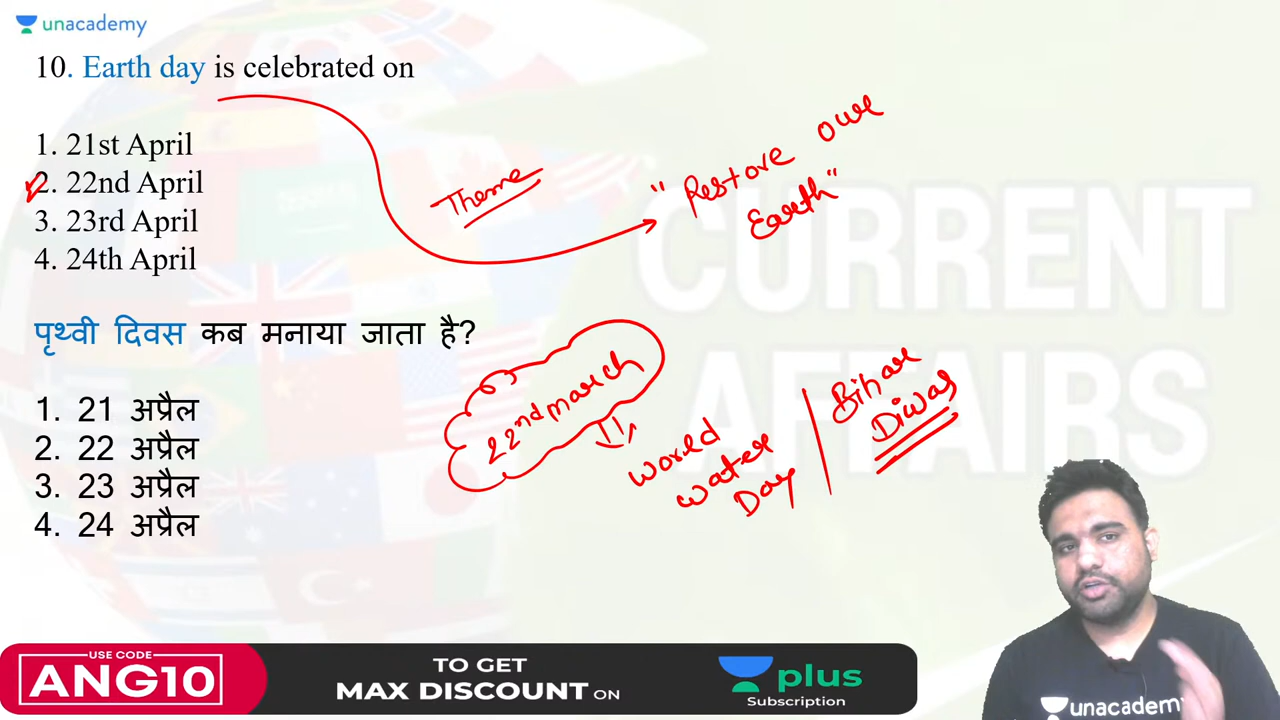 unacademy
10. Earth day is celebrated on
1. 21st April
2. 22nd April
3. 23rd April
4. 24th April
Theme
"Restore our
Earth"
CURRENT
AFFAIRS
पृथ्वी दिवस कब मनाया जाता है?
1. 21 अप्रैल
2. 22 अप्रैल
3. 23 अप्रैल
4. 24 अप्रैल
22nd march
World
water
Day
Bihar
Diwas
USE CODE
ANG10
TO GET
MAX DISCOUNT ON
plus
Subscription
unacademy